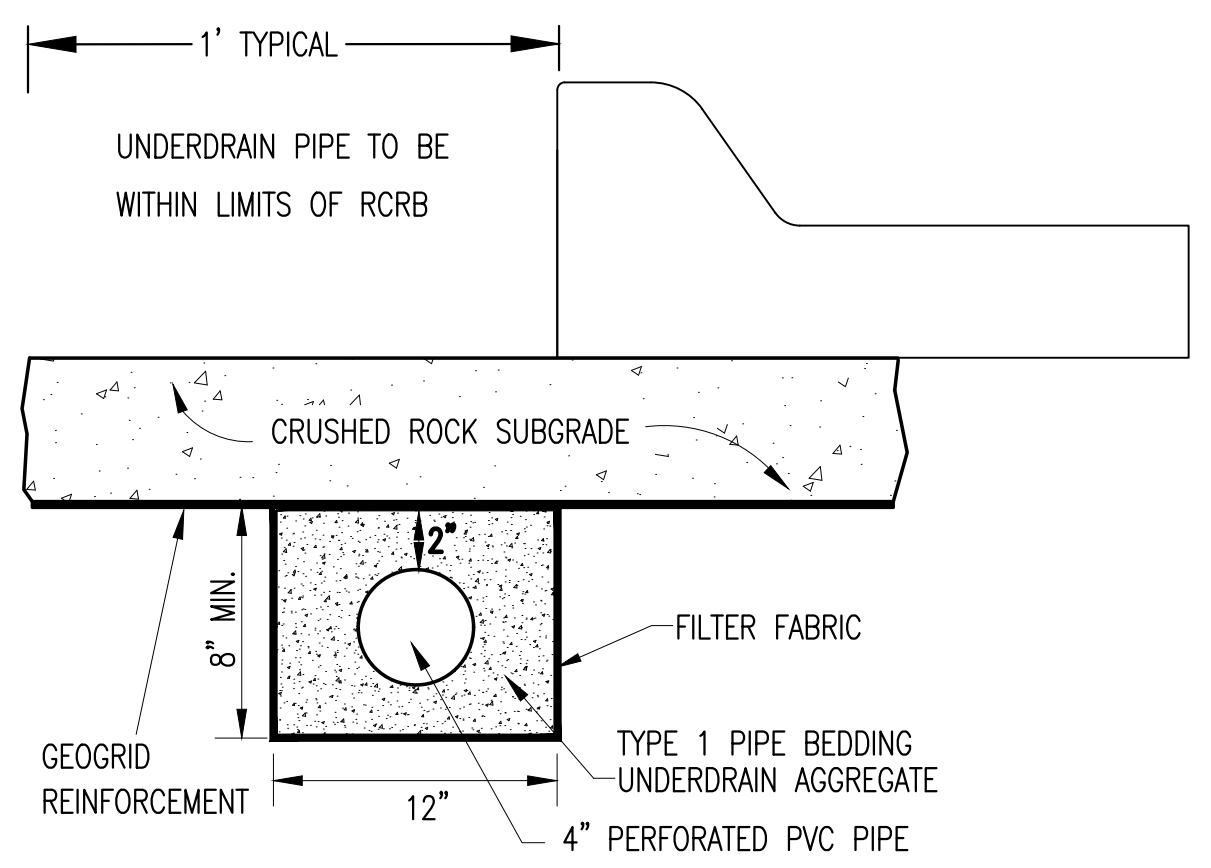 1' TYPICAL
UNDERDRAIN PIPE TO BE
WITHIN LIMITS OF RCRB
CRUSHED ROCK SUBGRADE
2"
8" MIN.
FILTER FABRIC
GEOGRID
REINFORCEMENT
TYPE 1 PIPE BEDDING
UNDERDRAIN AGGREGATE
12"
4" PERFORATED PVC PIPE